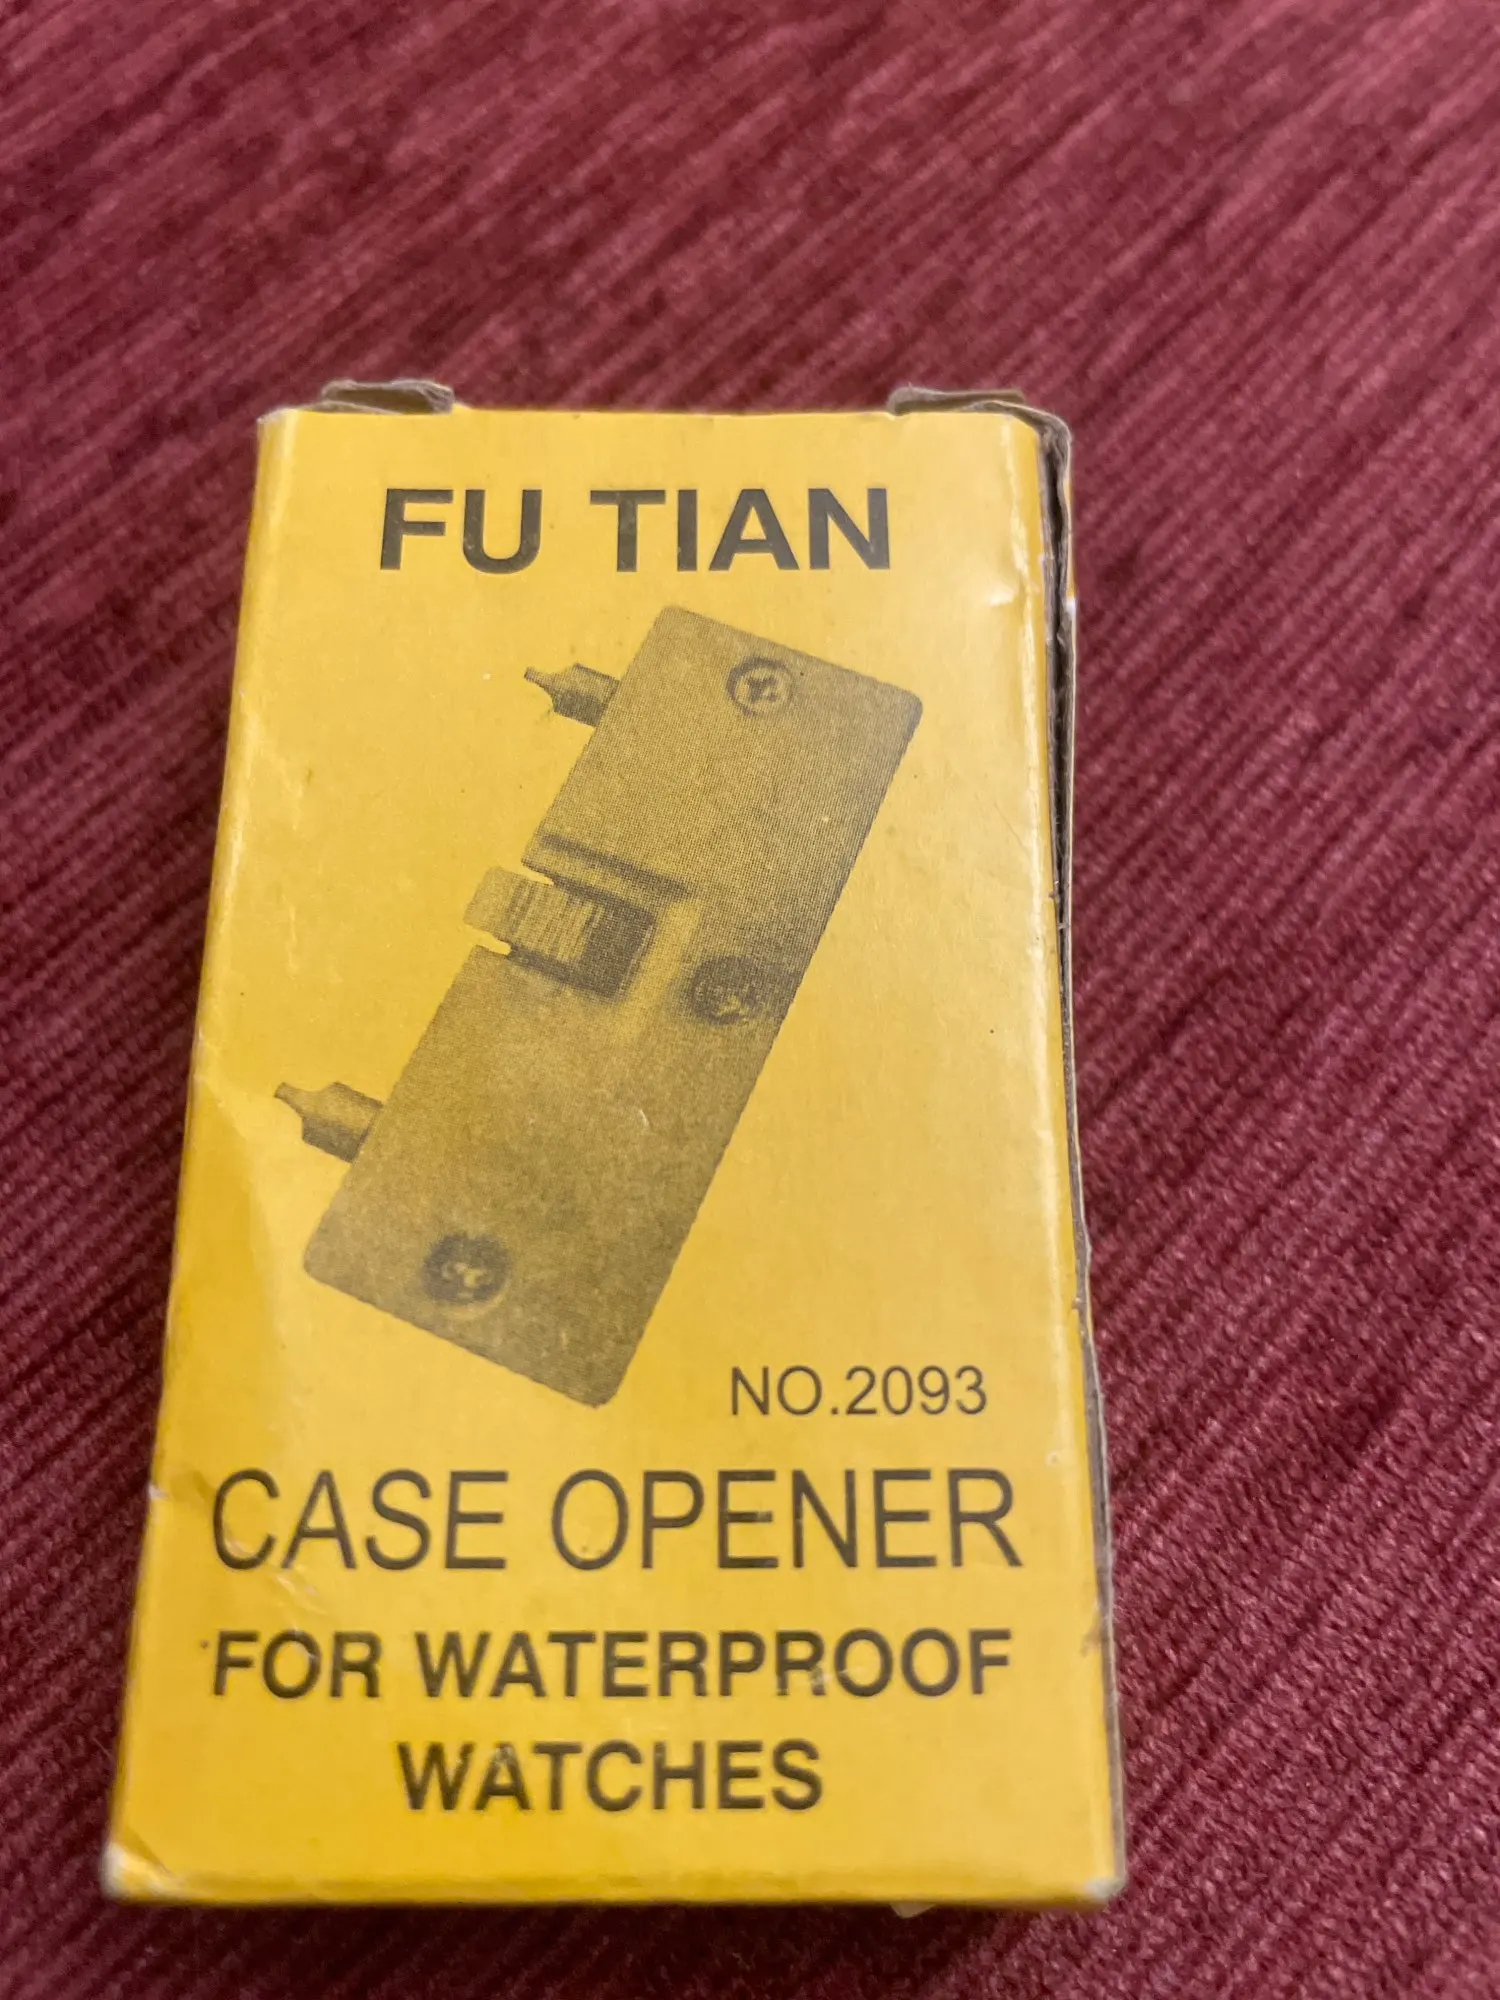 FU TIAN
NO.2093
CASE OPENER
FOR WATERPROOF
WATCHES